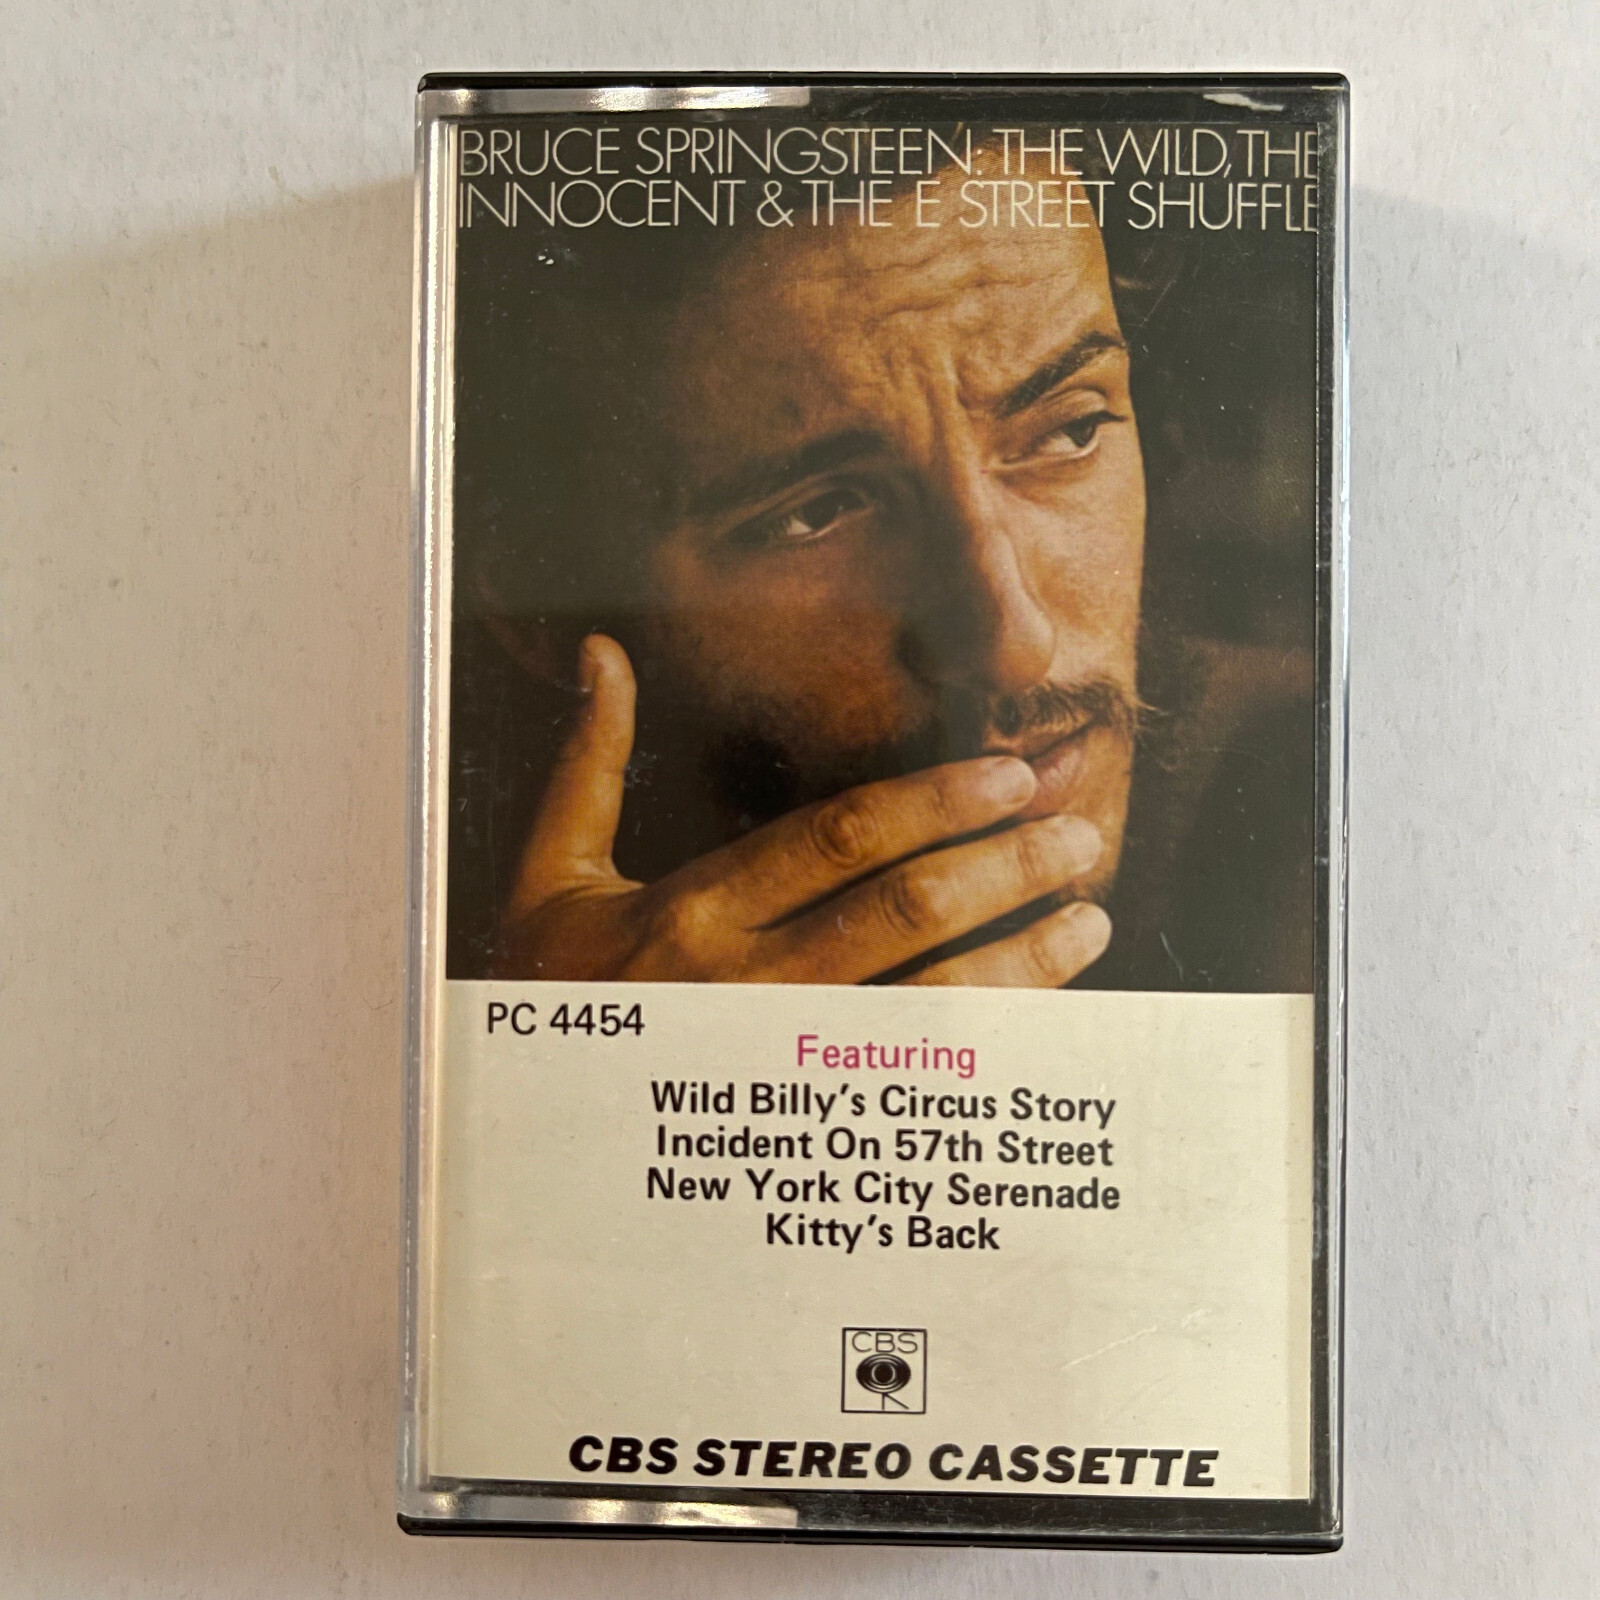 BRUCE SPRINGSTEEN: THE WILD, THE
INNOCENT & THE E STREET SHUFFLE
PC 4454
Featuring
Wild Billy's Circus Story
Incident On 57th Street
New York City Serenade
Kitty's Back
CBS
CBS STEREO CASSETTE